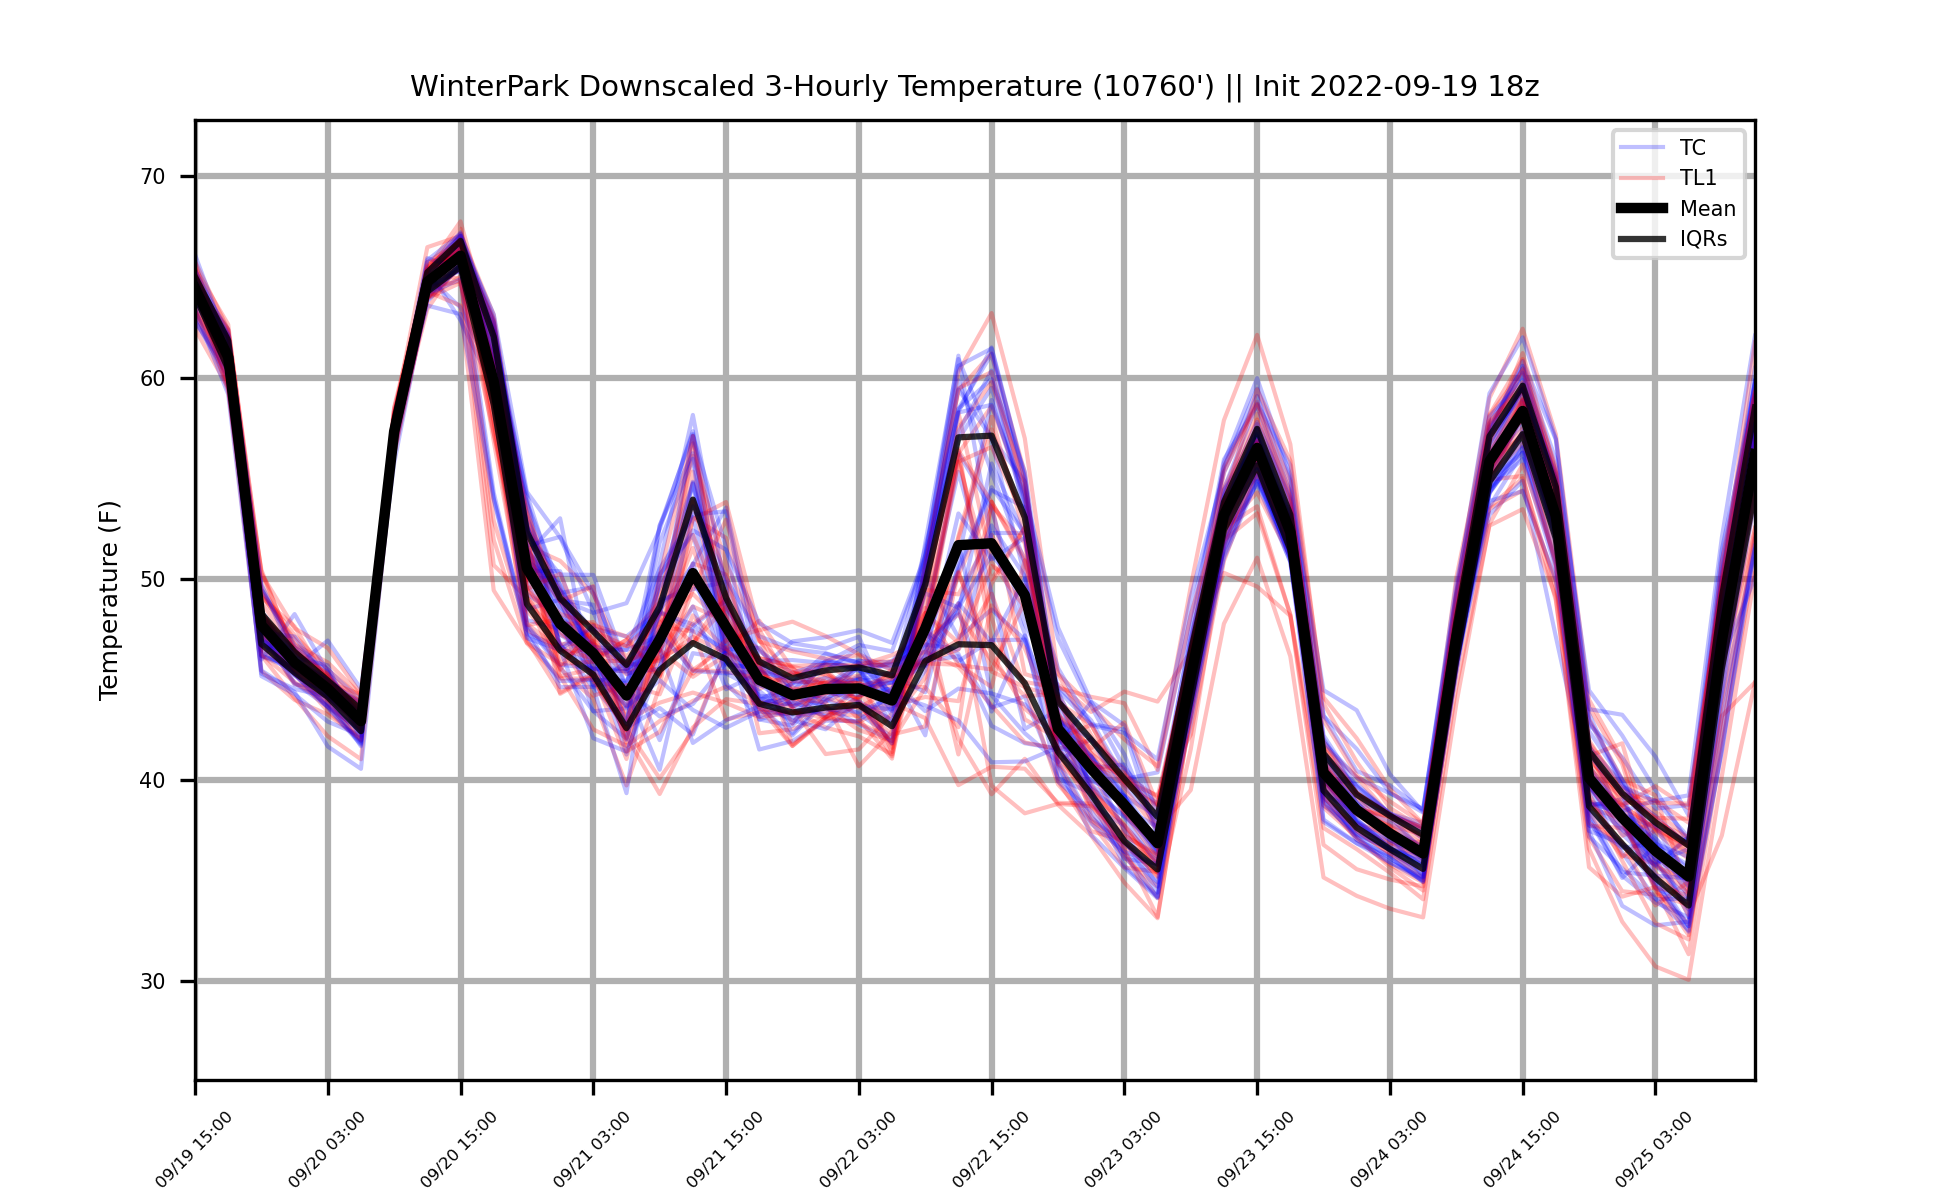 WinterPark Downscaled 3-Hourly Temperature (10760') || Init 2022-09-19 18z
TC
TL1
Mean
IQRs
Temperature (F)
70
60
50
40
30
09/19 15:00
09/20 03:00
09/20 15:00
09/21 03:00
09/21 15:00
09/22 03:00
09/22 15:00
09/23 03:00
09/23 15:00
09/24 03:00
09/24 15:00
09/25 03:00